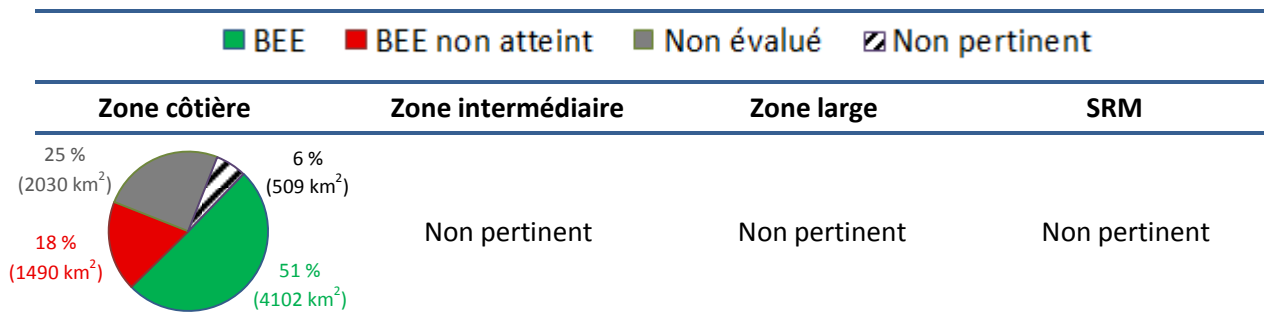 BEE BEE non atteint Non évalué Non pertinent
Zone côtière Zone intermédiaire Zone large SRM
25 %
(2030 km²)
6 %
(509 km²)
18 %
(1490 km²)
51 %
(4102 km²)
Non pertinent Non pertinent Non pertinent